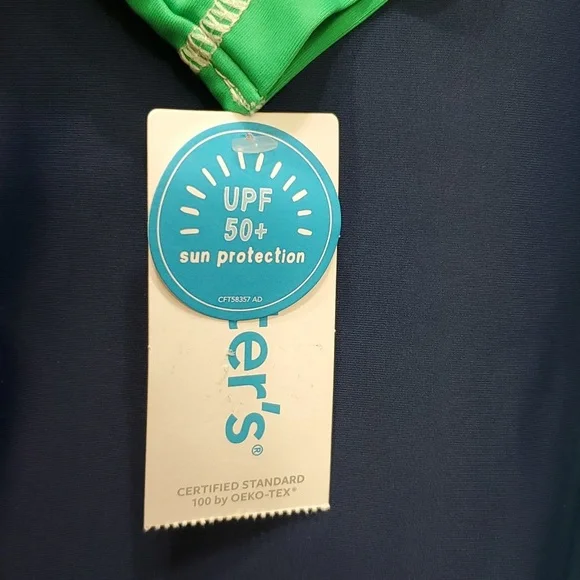 UPF
50+
sun protection
CFT58357 AD
ter's®
CERTIFIED STANDARD
100 by OEKO-TEX®